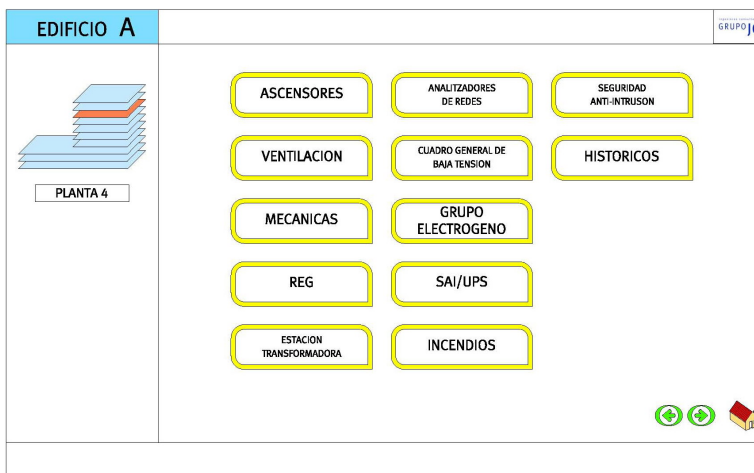 EDIFICIO A
GRUPO
PLANTA 4
ASCENSORES
VENTILACION
MECANICAS
REG
ESTACION
TRANSFORMADORA
ANALITZADORES
DE REDES
CUADRO GENERAL DE
BAJA TENSION
GRUPO
ELECTROGENO
SAI/UPS
INCENDIOS
SEGURIDAD
ANTI-INTRUSON
HISTORICOS